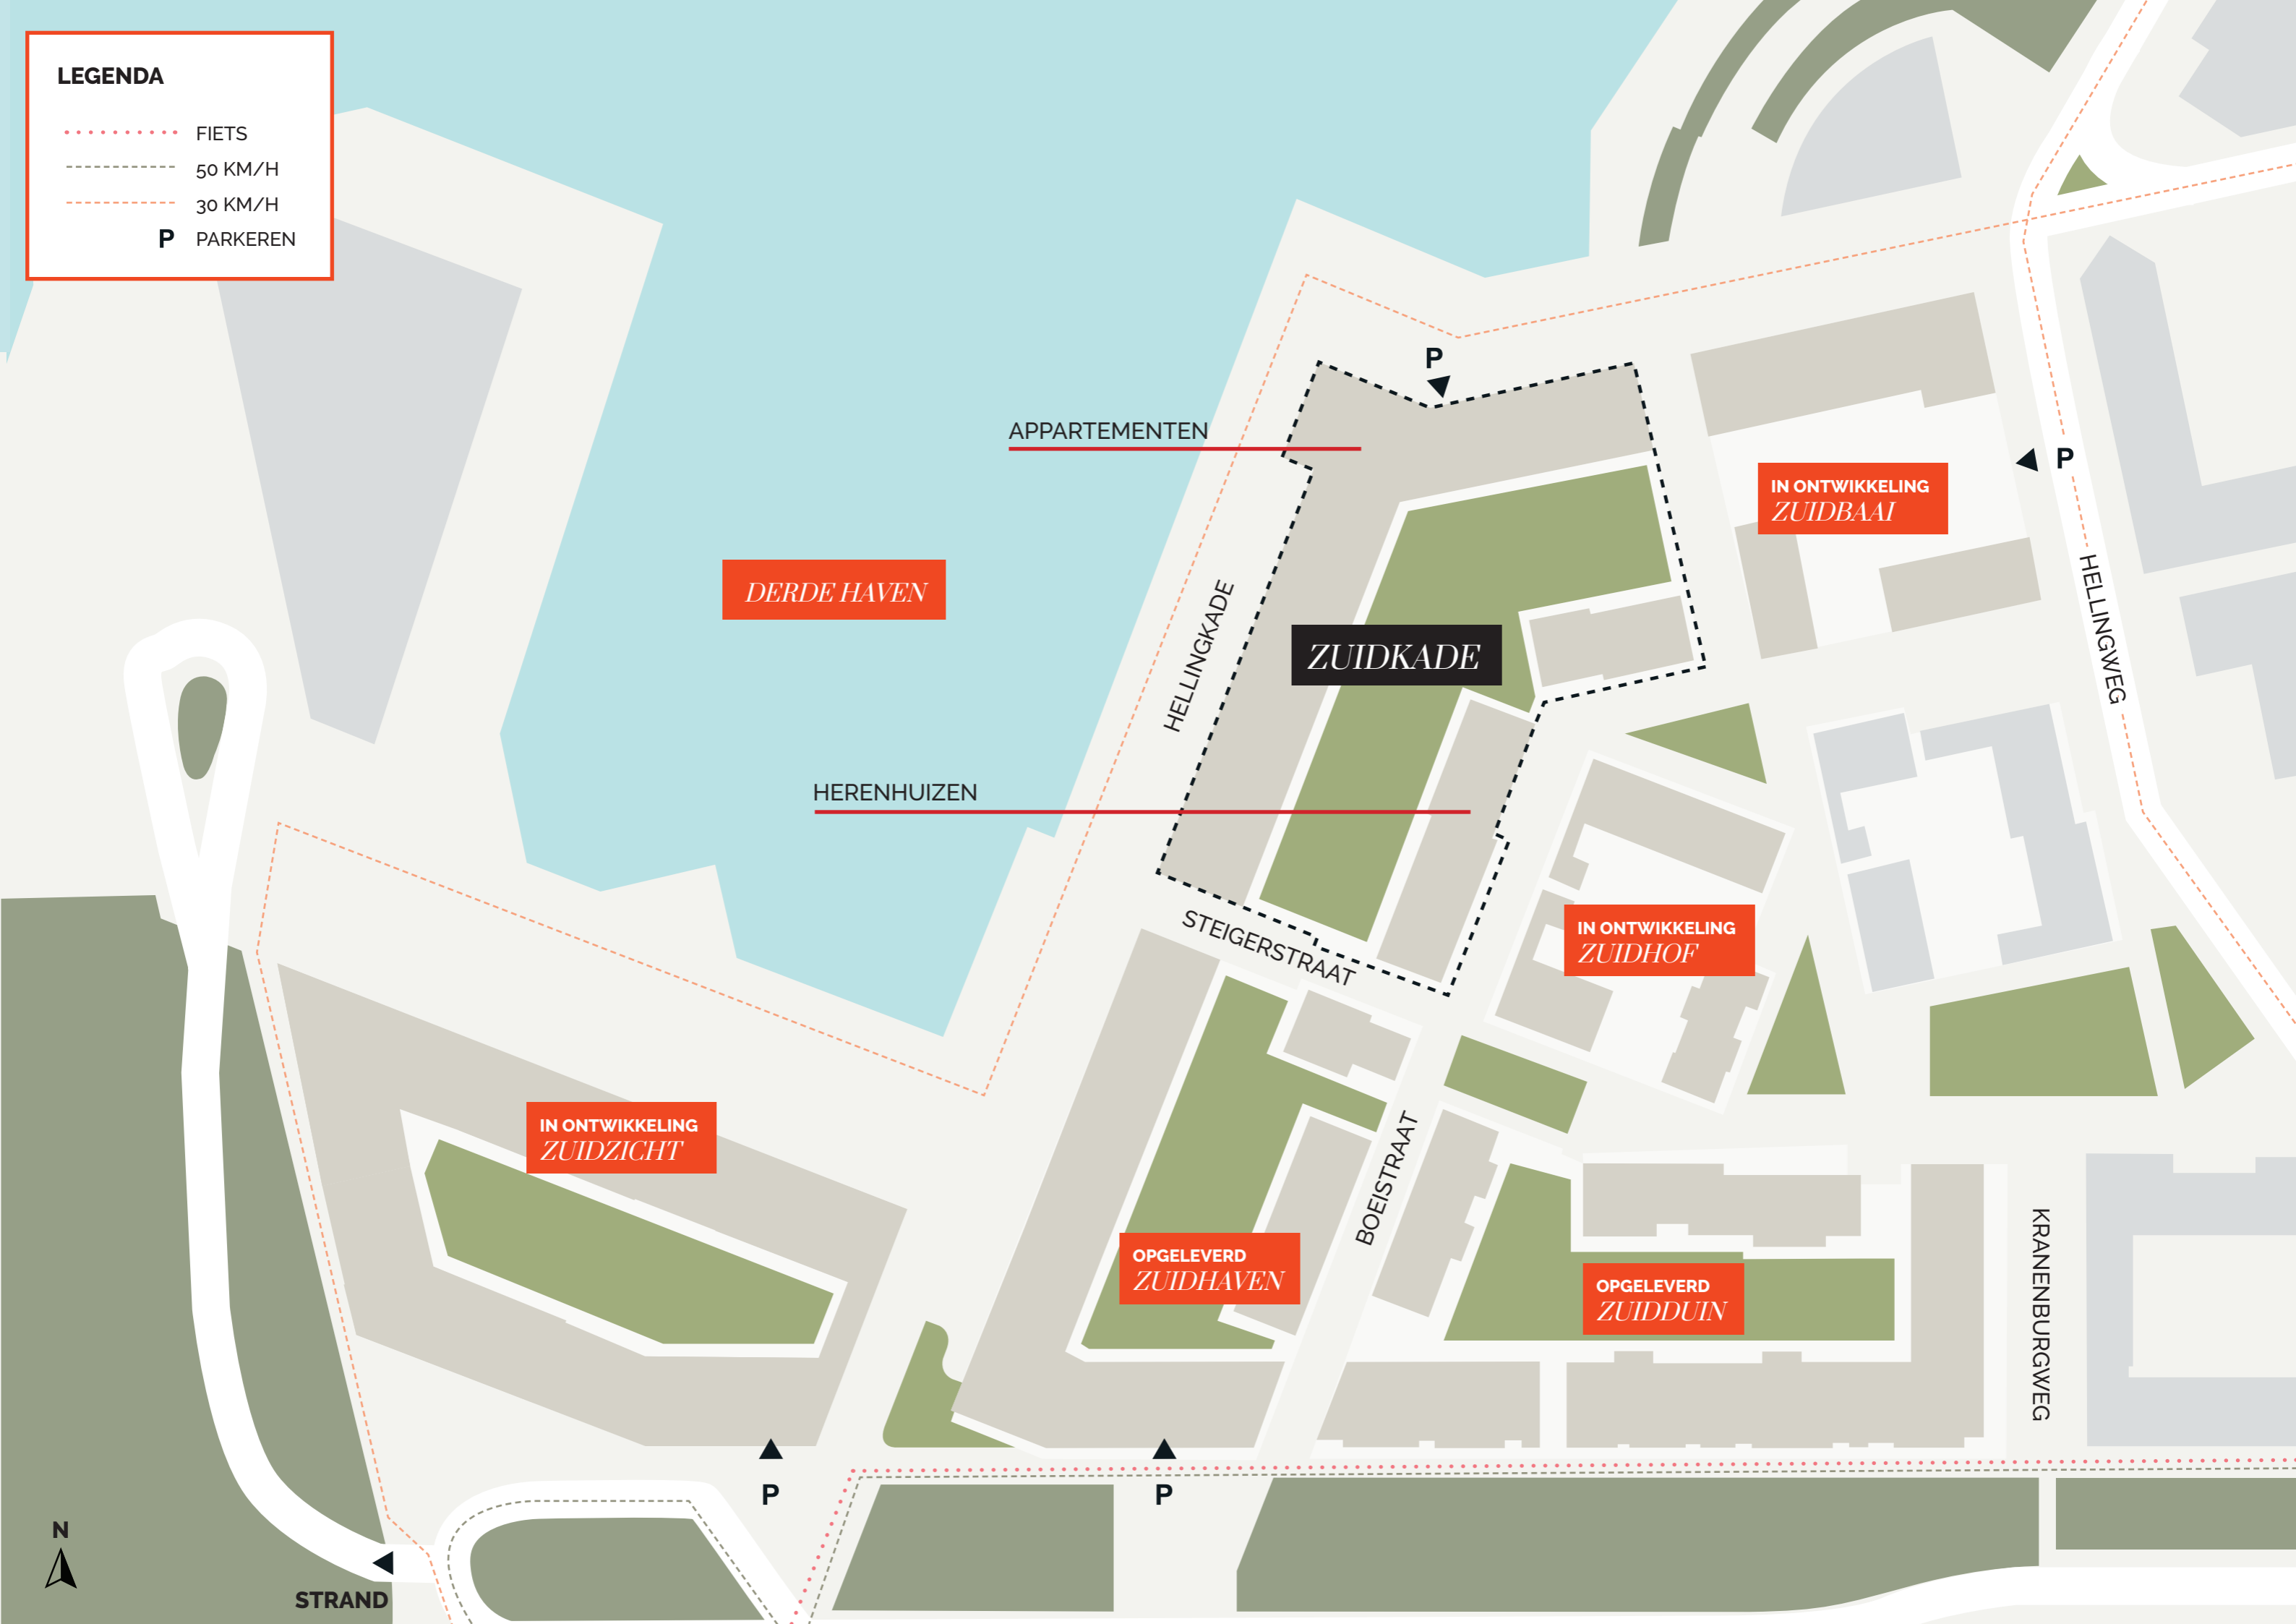 LEGENDA
FIETS
50 KM/H
30 KM/H
P PARKEREN
P
APPARTEMENTEN
P
IN ONTWIKKELING
ZUIDBAAI
DERDE HAVEN
HELLINGKADE
ZUIDKADE
HELLINGWEG
HERENHUIZEN
STEIGERSTRAAT
IN ONTWIKKELING
ZUIDHOF
IN ONTWIKKELING
ZUIDZICHT
BOEISTRAAT
OPGELEVERD
ZUIDHAVEN
OPGELEVERD
ZUIDDUIN
KRANENBURGWEG
P
P
N
STRAND